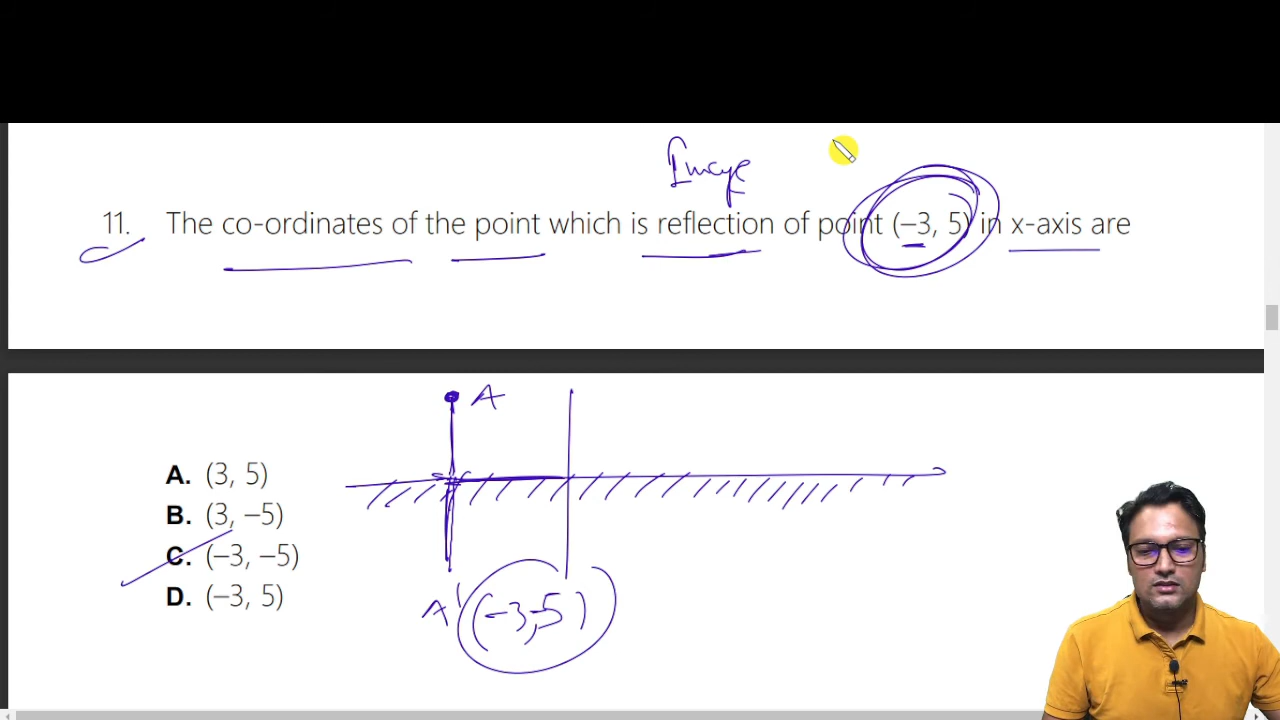 Image
11. The co-ordinates of the point which is reflection of point (−3, 5) in x-axis are
A
A. (3, 5)
B. (3, −5)
C. (−3, −5)
D. (−3, 5)
A' (−3,−5)